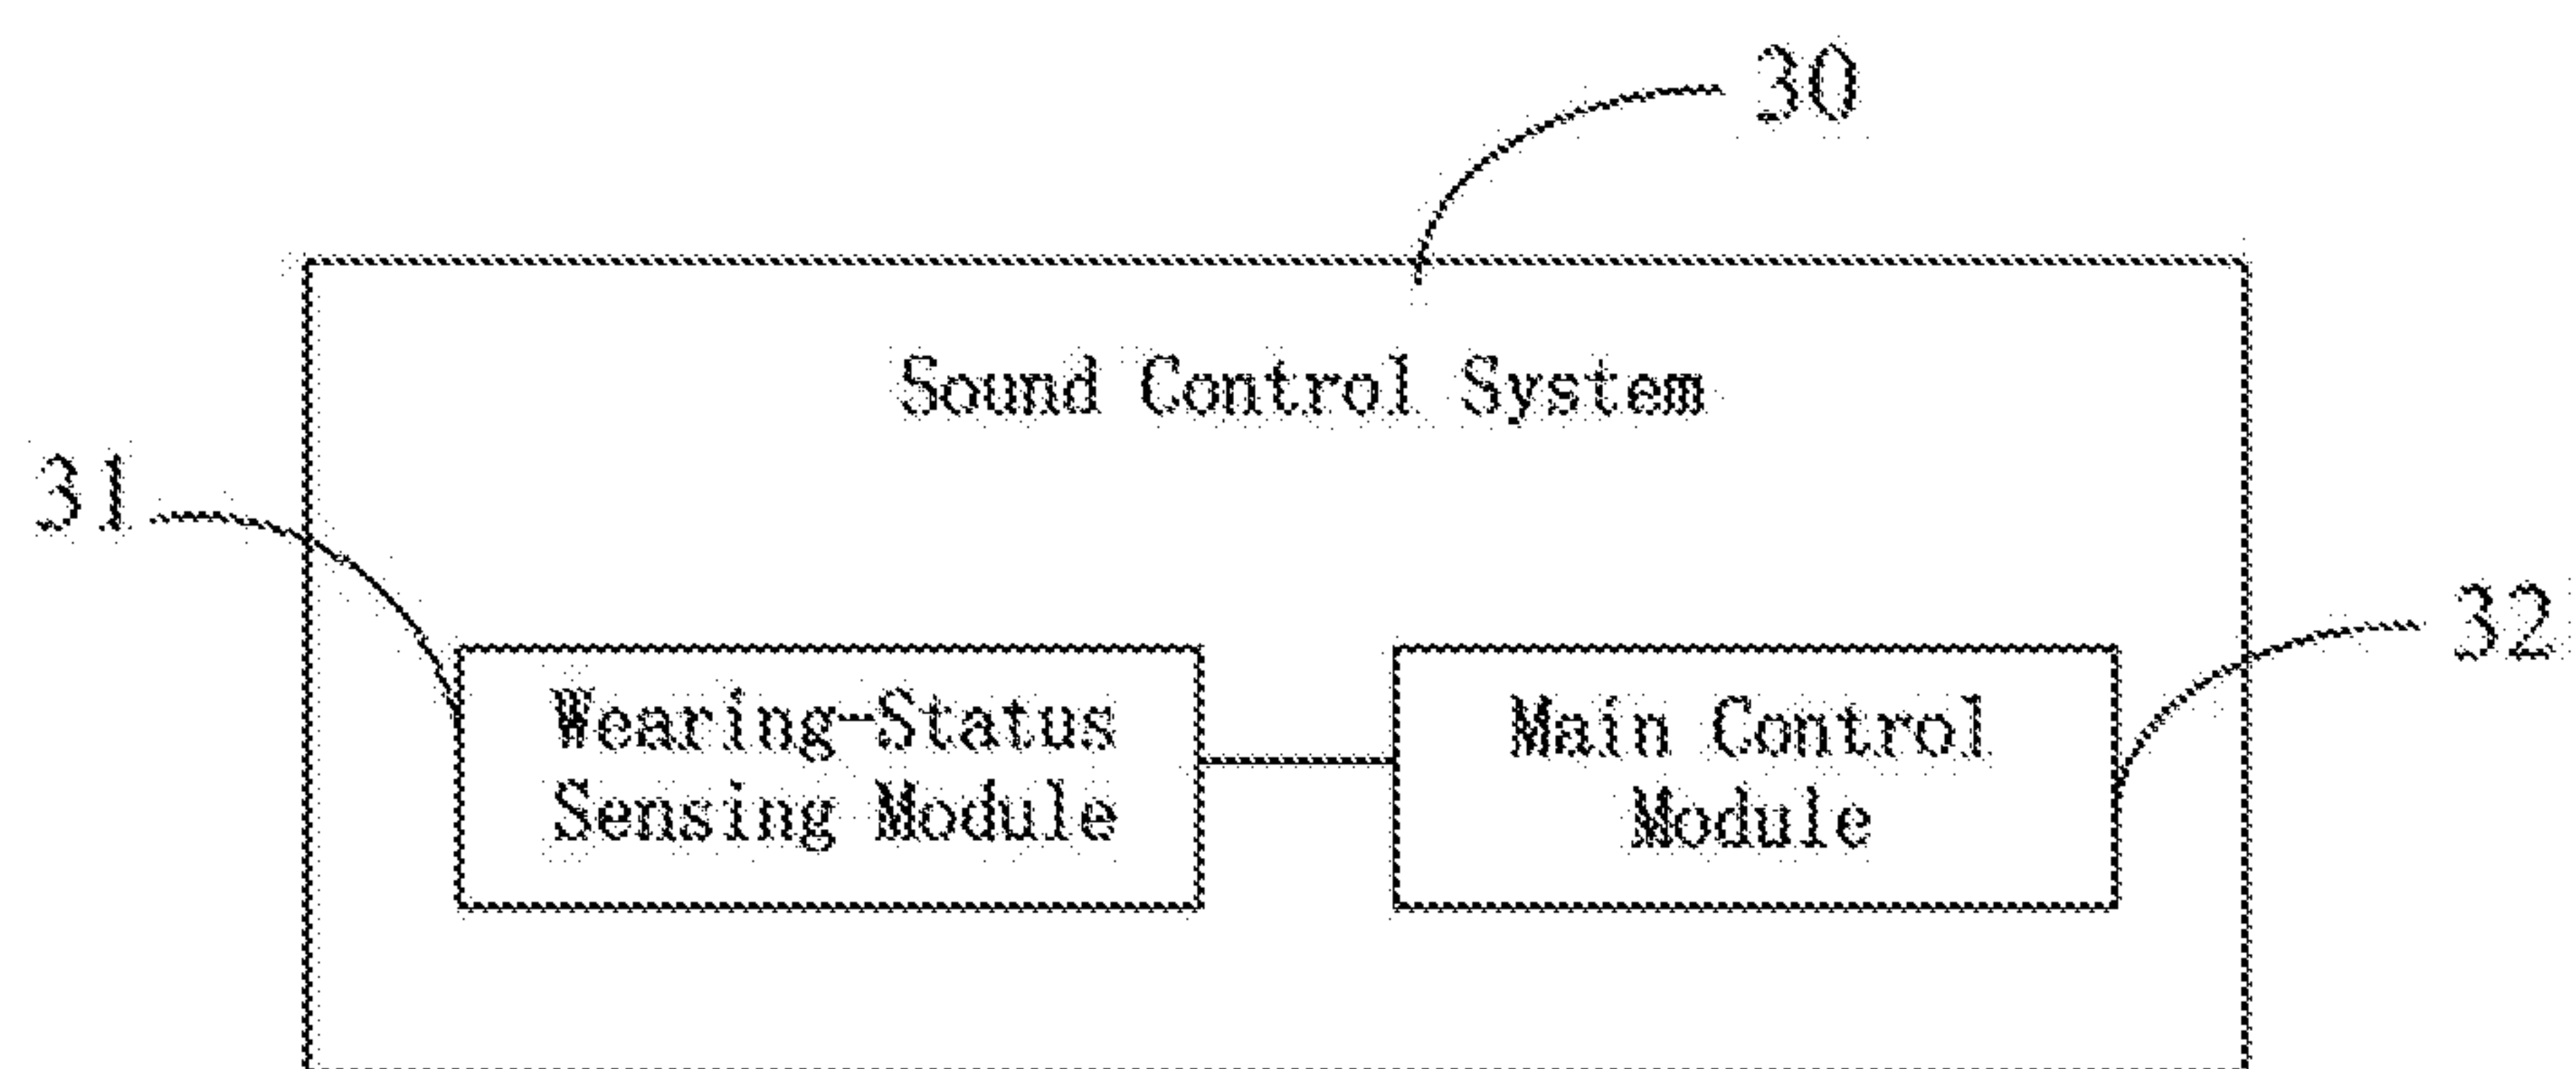 30
Sound Control System
31
32
Wearing-Status
Sensing Module
Main Control
Module